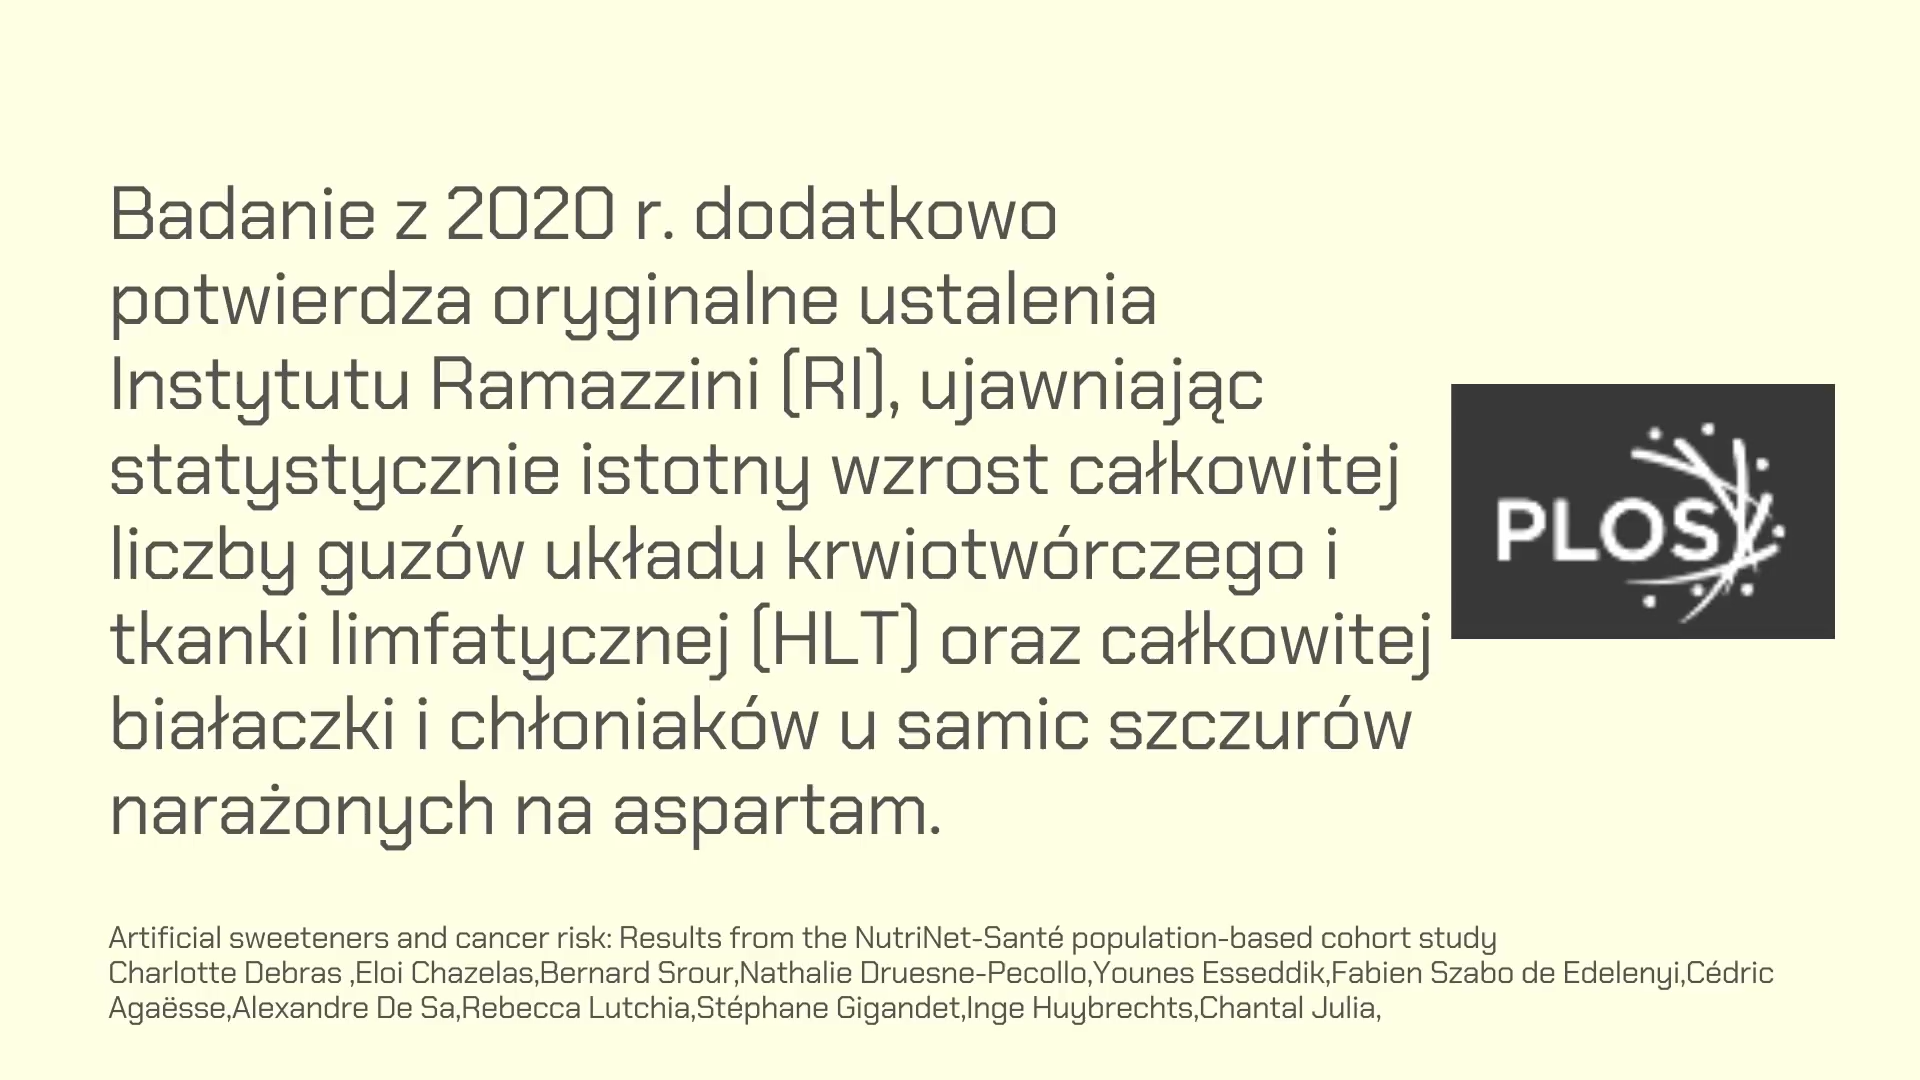 Badanie z 2020 r. dodatkowo
potwierdza oryginalne ustalenia
Instytutu Ramazzini (RI), ujawniając
statystycznie istotny wzrost całkowitej
liczby guzów układu krwiotwórczego i
tkanki limfatycznej (HLT) oraz całkowitej
białaczki i chłoniaków u samic szczurów
narażonych na aspartam.
PLOS
Artificial sweeteners and cancer risk: Results from the NutriNet-Santé population-based cohort study
Charlotte Debras ,Eloi Chazelas,Bernard Srour,Nathalie Druesne-Pecollo,Younes Esseddik,Fabien Szabo de Edelenyi,Cédric
Agaësse,Alexandre De Sa,Rebecca Lutchia,Stéphane Gigandet,Inge Huybrechts,Chantal Julia,